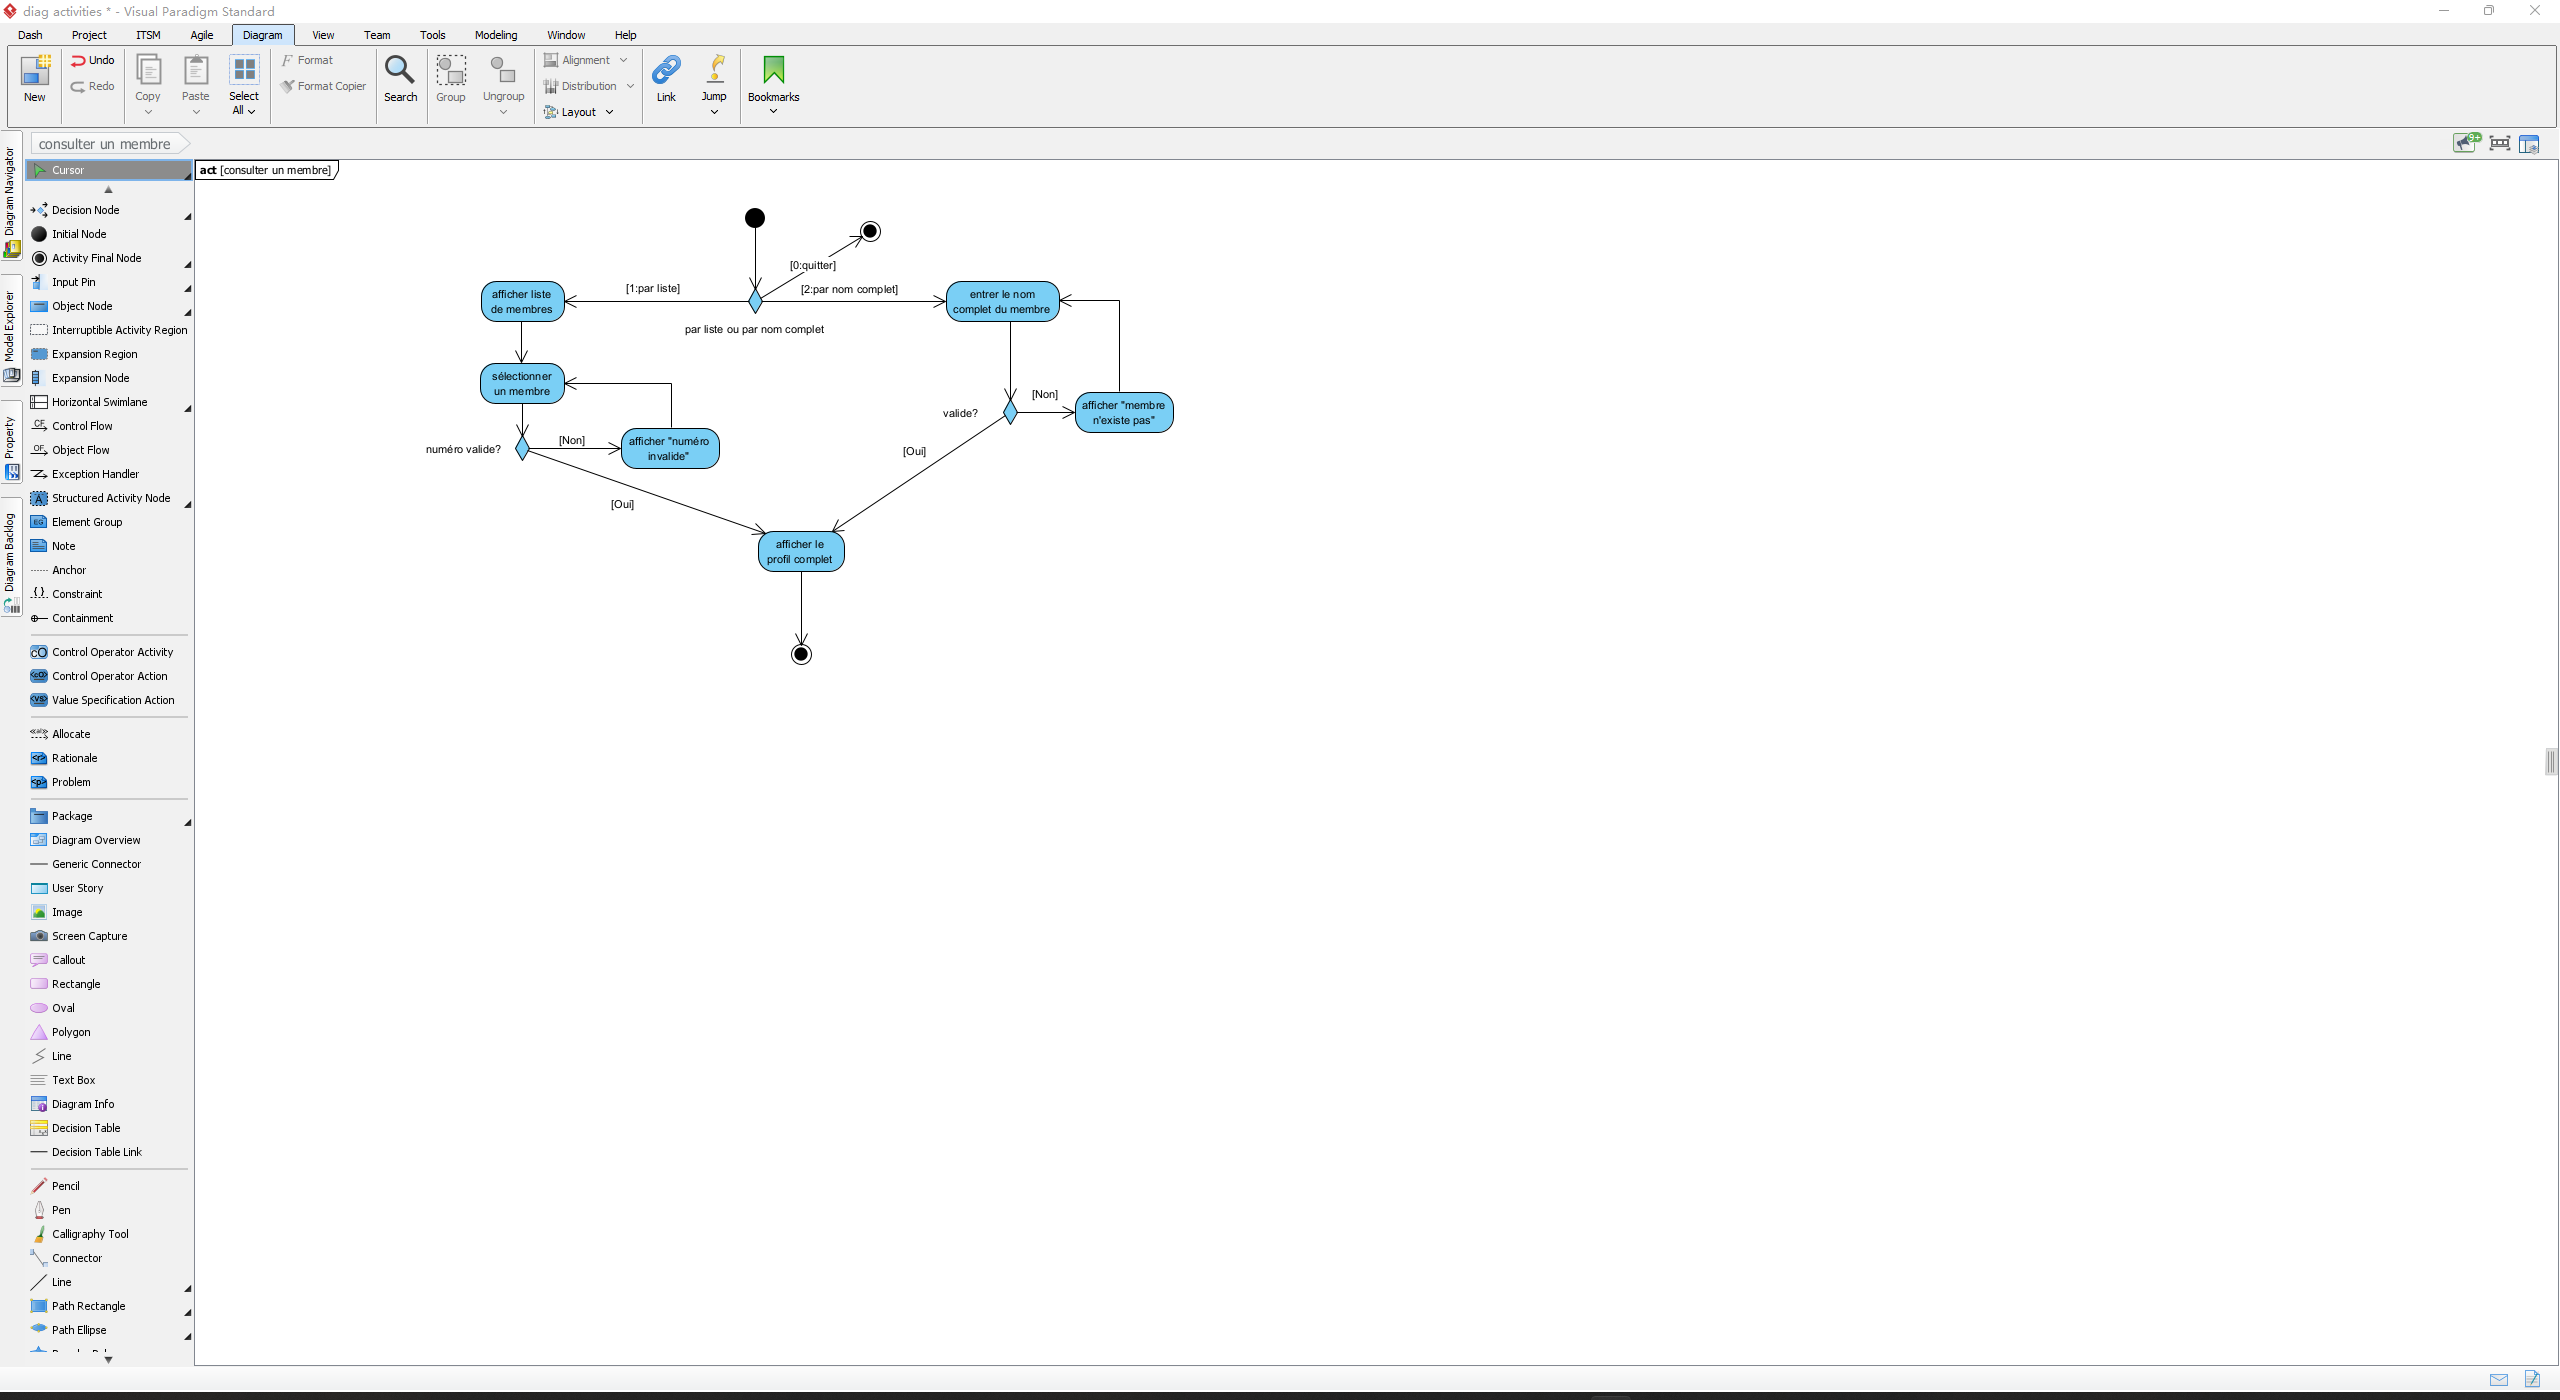 diag activities * - Visual Paradigm Standard
Dash Project ITSM Agile Diagram View Team Tools Modeling Window Help
New
Undo
Redo
Copy
Paste
Select
All
Format
Format Copier
Search
Group
Ungroup
Alignment
Distribution
Layout
Link
Jump
Bookmarks
consulter un membre
9+
Diagram Navigator
Model Explorer
Property
Diagram Backlog
Cursor
Decision Node
Initial Node
Activity Final Node
Input Pin
Object Node
Interruptible Activity Region
Expansion Region
Expansion Node
Horizontal Swimlane
Control Flow
Object Flow
Exception Handler
Structured Activity Node
Element Group
Note
Anchor
Constraint
Containment
Control Operator Activity
Control Operator Action
Value Specification Action
Allocate
Rationale
Problem
Package
Diagram Overview
Generic Connector
User Story
Image
Screen Capture
Callout
Rectangle
Oval
Polygon
Line
Text Box
Diagram Info
Decision Table
Decision Table Link
Pencil
Pen
Calligraphy Tool
Connector
Line
Path Rectangle
Path Ellipse
act [consulter un membre]
[0:quitter]
afficher liste
de membres
[1:par liste]
[2:par nom complet]
entrer le nom
complet du membre
par liste ou par nom complet
sélectionner
un membre
[Non]
valide?
afficher "membre
n'existe pas"
numéro valide?
[Non]
afficher "numéro
invalide"
[Oui]
[Oui]
afficher le
profil complet